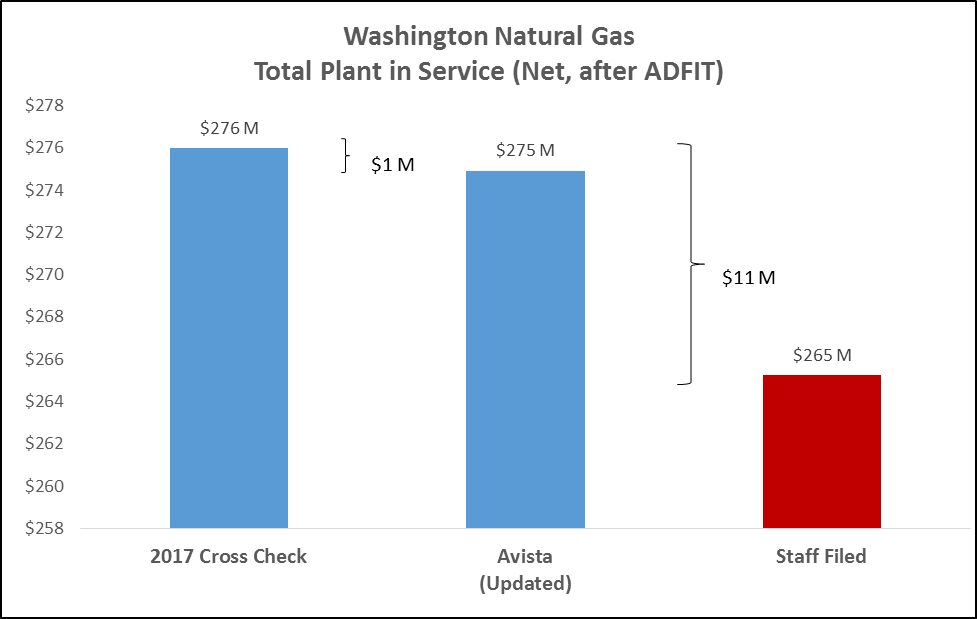 Washington Natural Gas
Total Plant in Service (Net, after ADFIT)
$278
$276
$274
$272
$270
$268
$266
$264
$262
$260
$258
$276 M
$1 M
$275 M
$11 M
$265 M
2017 Cross Check
Avista
(Updated)
Staff Filed